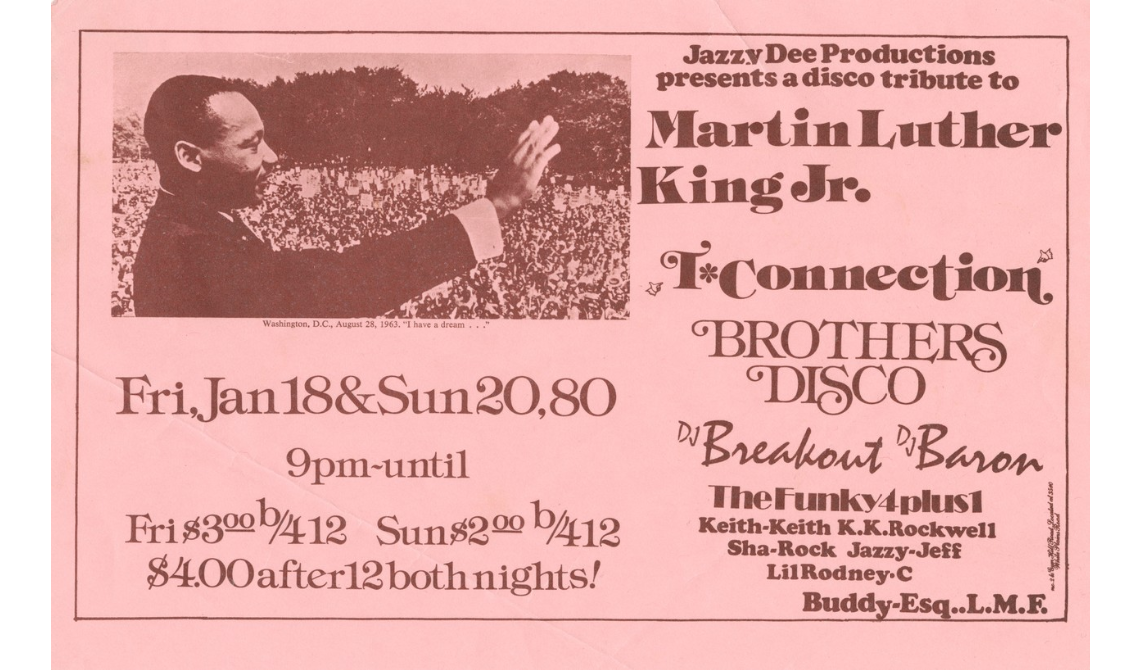 Washington, D.C., August 28, 1963. "I have a dream . . ."
Fri, Jan 18 & Sun 20, 80
9pm-until
Fri $3.00 b/4 12 Sun $2.00 b/4 12
$4.00 after 12 both nights!
Jazzy Dee Productions
presents a disco tribute to
Martin Luther
King Jr.
T*Connection
BROTHERS
DISCO
DJ Breakout DJ Baron
The Funky 4 plus 1
Keith-Keith K.K. Rockwell
Sha-Rock Jazzy-Jeff
Lil Rodney-C
Buddy-Esq.. L.M.F.